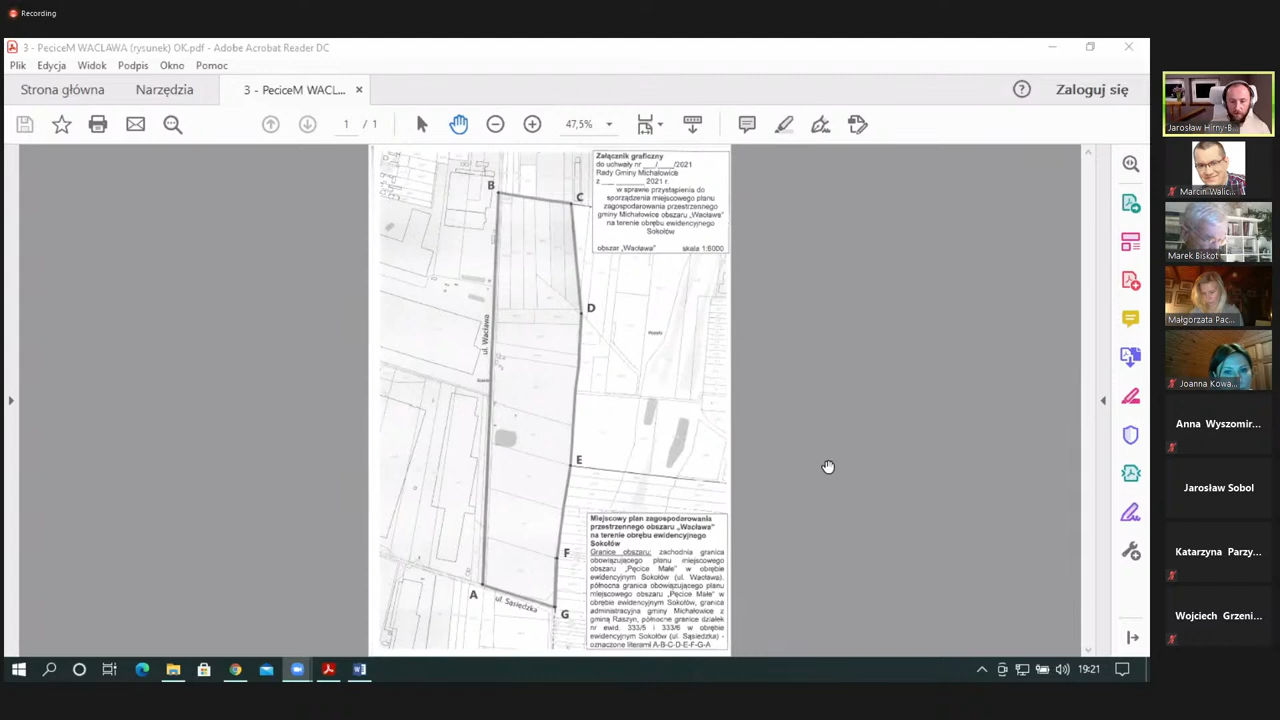 Recording
3 - PeciceM WACLAWA (rysunek) OK.pdf - Adobe Acrobat Reader DC
Plik Edycja Widok Podpis Okno Pomoc
Strona główna Narzędzia 3 - PeciceM WACL... × Zaloguj się
1 / 1 47,5%
Załącznik graficzny
do uchwały nr ___/____/2021
Rady Gminy Michałowice
z ___ ________ 2021 r.
w sprawie przystąpienia do
sporządzenia miejscowego planu
zagospodarowania przestrzennego
gminy Michałowice obszaru „Wacława"
na terenie obrębu ewidencyjnego
Sokołów
obszar „Wacława" skala 1:6000
B
C
D
ul. Wacława
E
F
A
ul. Sąsiedzka
G
Miejscowy plan zagospodarowania
przestrzennego obszaru „Wacława"
na terenie obrębu ewidencyjnego
Sokołów
Granice obszaru: zachodnia granica
obowiązującego planu miejscowego
obszaru „Pęcice Małe" w obrębie
ewidencyjnym Sokołów (ul. Wacława),
północna granica obowiązującego planu
miejscowego obszaru „Pęcice Małe" w
obrębie ewidencyjnym Sokołów, granica
administracyjna gminy Michałowice z
gminą Raszyn, północne granice działek
nr ewid. 333/5 i 333/6 w obrębie
ewidencyjnym Sokołów (ul. Sąsiedzka) -
oznaczone literami A-B-C-D-E-F-G-A
Jarosław Hirny-B...
Marcin Walic...
Marek Biskot
Małgorzata Pac...
Joanna Kowa...
Anna Wyszomir...
Jarosław Sobol
Katarzyna Parzy...
Wojciech Grzeni...
19:21